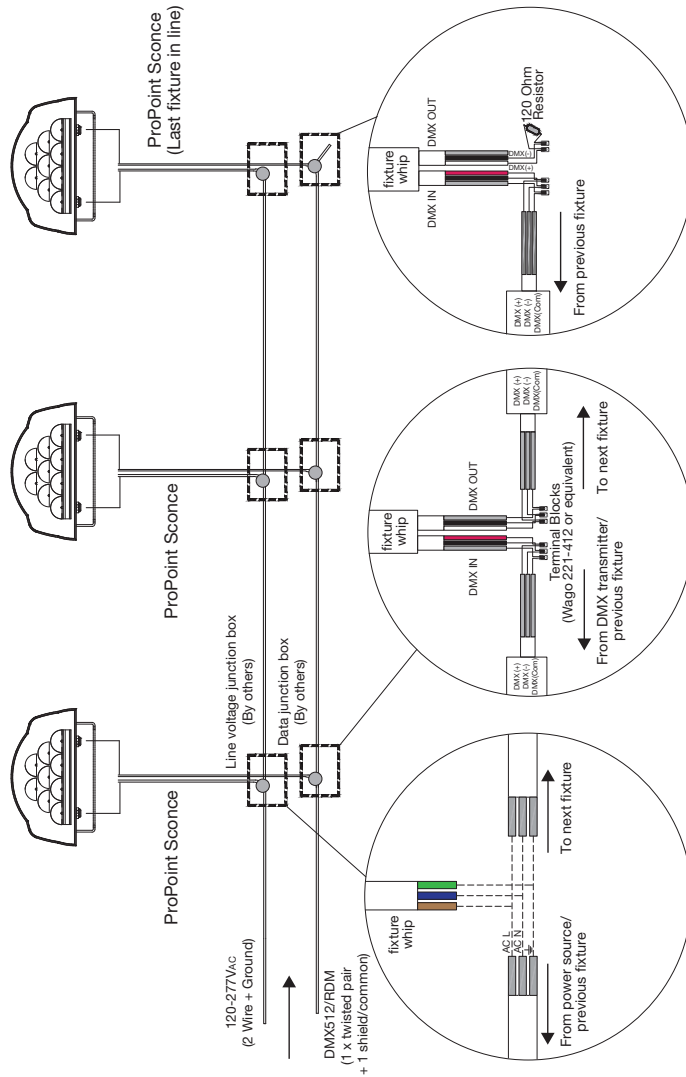 ProPoint Sconce
ProPoint Sconce
ProPoint Sconce
(Last fixture in line)
Line voltage junction box
(By others)
Data junction box
(By others)
120-277VAC
(2 Wire + Ground)
DMX512/RDM
(1 x twisted pair
+ 1 shield/common)
fixture
whip
AC L
AC N
From power source/
previous fixture
To next fixture
fixture
whip
DMX IN
DMX OUT
DMX (+)
DMX (-)
DMX(Com)
DMX (+)
DMX (-)
DMX(Com)
Terminal Blocks
(Wago 221-412 or equivalent)
From DMX transmitter/
previous fixture
To next fixture
fixture
whip
DMX IN
DMX OUT
DMX(-)
DMX(+)
120 Ohm
Resistor
DMX (+)
DMX (-)
DMX(Com)
From previous fixture